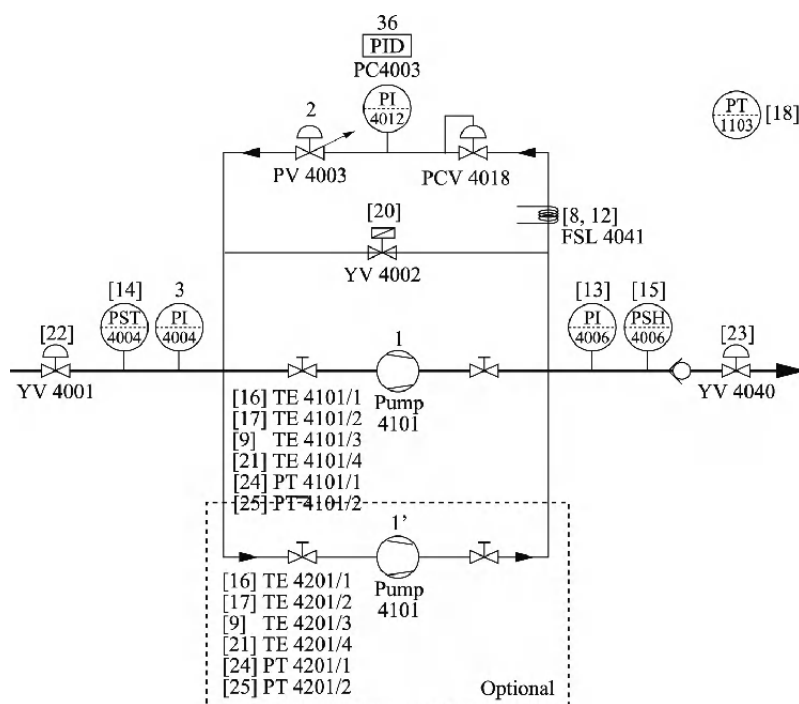 36
PID
PC4003
PI
4012
PT
1103
[18]
2
PV 4003
PCV 4018
[8, 12]
FSL 4041
[20]
YV 4002
[14]
3
[13]
[15]
[22]
PST
4004
PI
4004
1
PI
4006
PSH
4006
[23]
YV 4001
Pump
4101
YV 4040
[16] TE 4101/1
[17] TE 4101/2
[9] TE 4101/3
[21] TE 4101/4
[24] PT 4101/1
[25] PT 4101/2
1’
Pump
4101
[16] TE 4201/1
[17] TE 4201/2
[9] TE 4201/3
[21] TE 4201/4
[24] PT 4201/1
[25] PT 4201/2
Optional